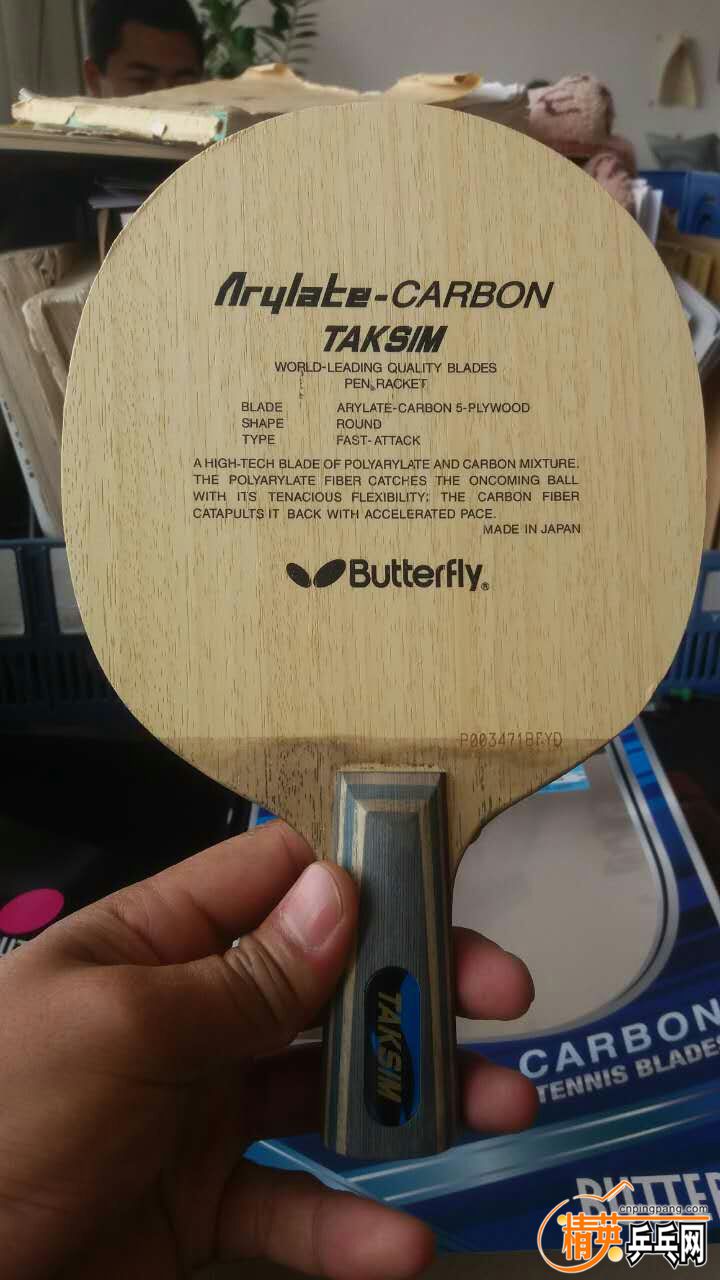 Arylate-CARBON
TAKSIM
WORLD-LEADING QUALITY BLADES
PEN RACKET
BLADE ARYLATE-CARBON 5-PLYWOOD
SHAPE ROUND
TYPE FAST-ATTACK
A HIGH-TECH BLADE OF POLYARYLATE AND CARBON MIXTURE.
THE POLYARYLATE FIBER CATCHES THE ONCOMING BALL
WITH ITS TENACIOUS FLEXIBILITY: THE CARBON FIBER
CATAPULTS IT BACK WITH ACCELERATED PACE.
MADE IN JAPAN
Butterfly®
TAKSIM
CARBON
TENNIS BLADES
BUTTE
cnpingpang.com
精英乒乓网